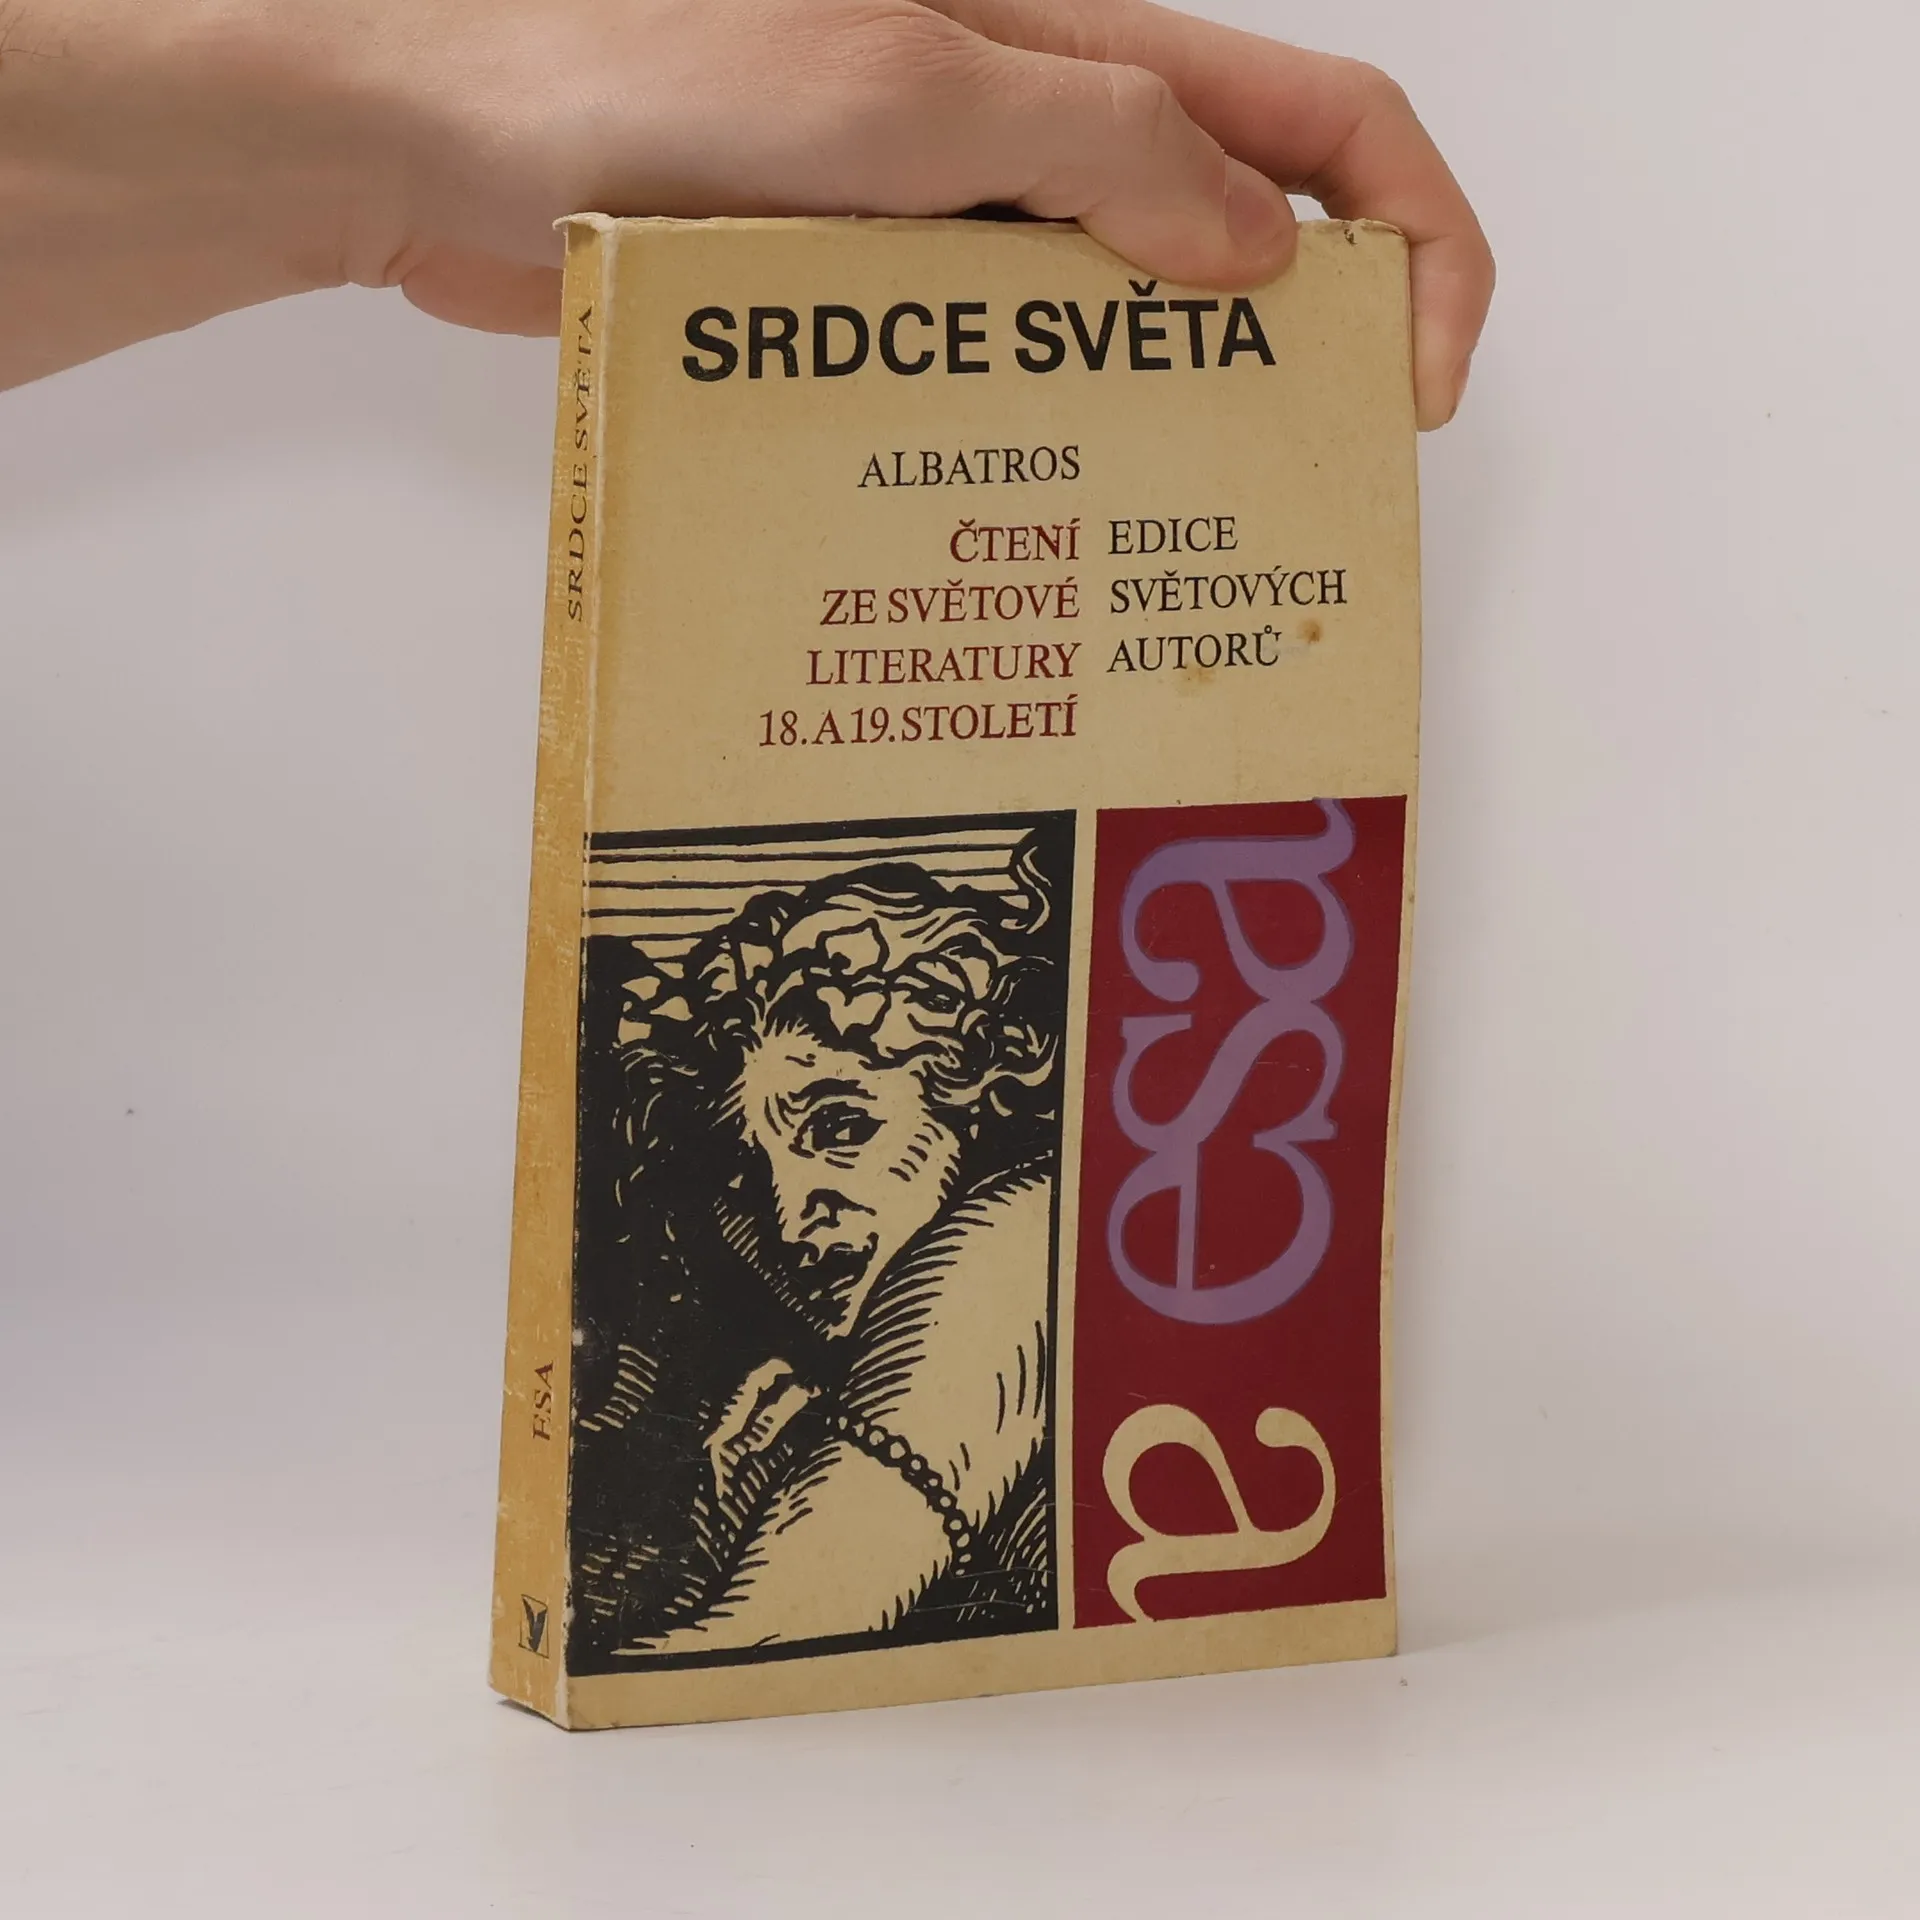 SRDCE SVĚTA
ALBATROS
ČTENÍ
ZE SVĚTOVÉ
LITERATURY
18. A 19. STOLETÍ
EDICE
SVĚTOVÝCH
AUTORŮ
esa
a
SRDCE SVĚTA
ESA